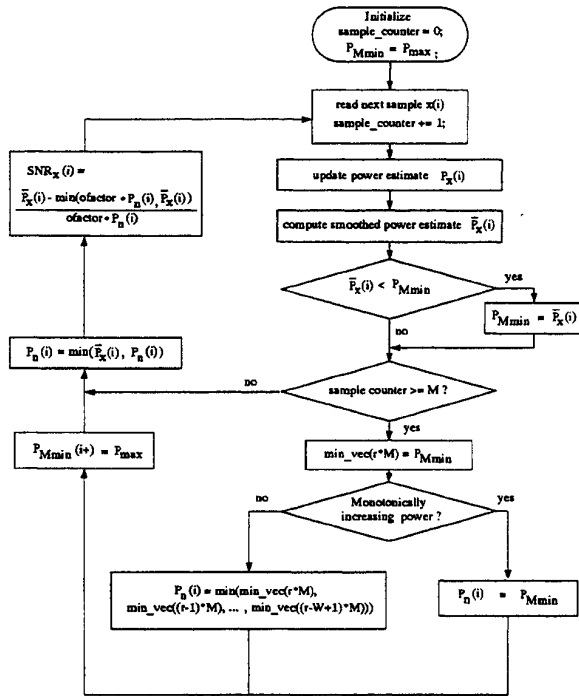 Initialize
sample_counter = 0;
P_Mmin = P_max ;
read next sample x(i)
sample_counter += 1;
update power estimate P_x(i)
compute smoothed power estimate P̅_x(i)
P̅_x(i) < P_Mmin
yes
P_Mmin = P̅_x(i)
no
sample counter >= M ?
no
yes
min_vec(r*M) = P_Mmin
Monotonically
increasing power ?
no
yes
P_n(i) = min(min_vec(r*M),
min_vec((r-1)*M), ... , min_vec((r-W+1)*M)))
P_n(i) = P_Mmin
P_Mmin(i+) = P_max
P_n(i) = min(P̅_x(i), P_n(i))
SNR_x(i) =
P̅_x(i) - min(ofactor • P_n(i), P̅_x(i))
ofactor • P_n(i)